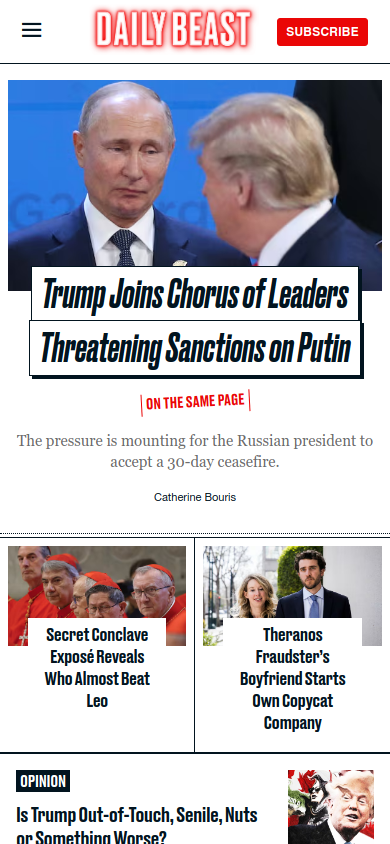 DAILY BEAST
SUBSCRIBE
Trump Joins Chorus of Leaders
Threatening Sanctions on Putin
ON THE SAME PAGE
The pressure is mounting for the Russian president to
accept a 30-day ceasefire.
Catherine Bouris
Secret Conclave
Exposé Reveals
Who Almost Beat
Leo
Theranos
Fraudster's
Boyfriend Starts
Own Copycat
Company
OPINION
Is Trump Out-of-Touch, Senile, Nuts
or Something Worse?